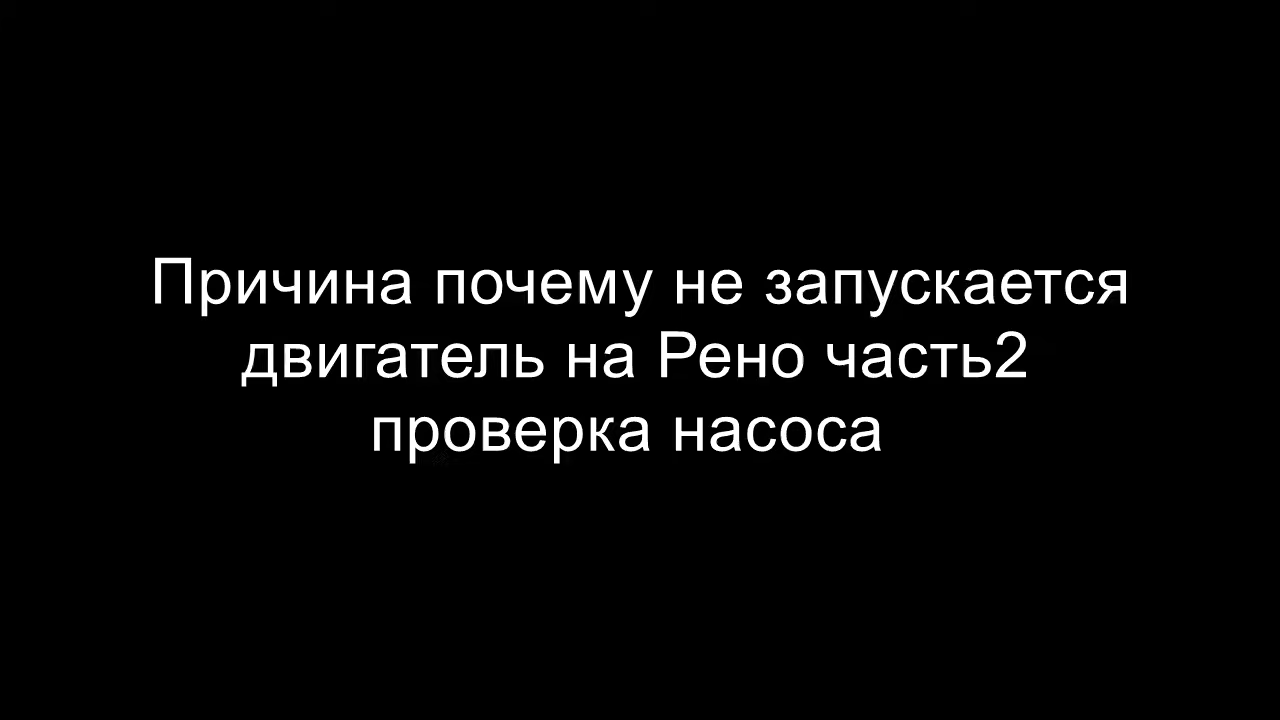 Причина почему не запускается
двигатель на Рено часть2
проверка насоса